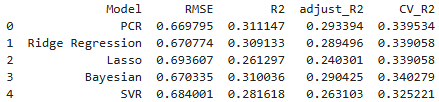 Model RMSE R2 adjust_R2 CV_R2
0 PCR 0.669795 0.311147 0.293394 0.339534
1 Ridge Regression 0.670774 0.309133 0.289496 0.339058
2 Lasso 0.693607 0.261297 0.240301 0.339058
3 Bayesian 0.670335 0.310036 0.290425 0.340279
4 SVR 0.684001 0.281618 0.263103 0.325221